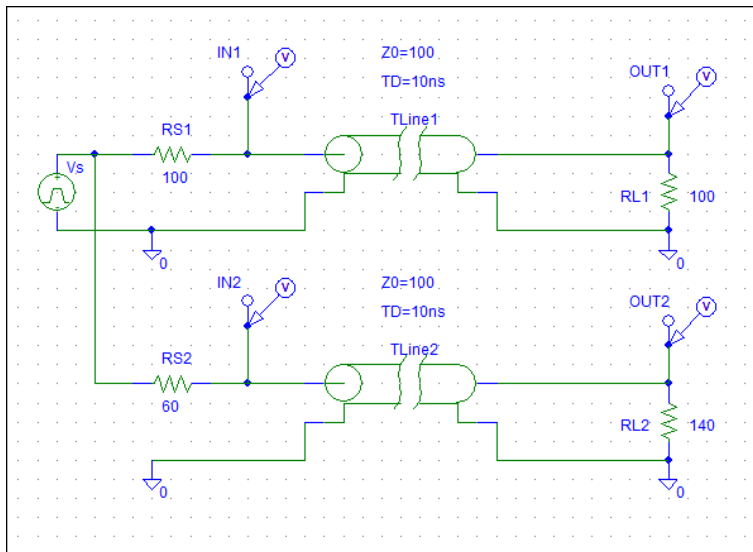 IN1
V
Z0=100
TD=10ns
OUT1
V
RS1
TLine1
Vs
100
RL1
100
0
0
IN2
V
Z0=100
TD=10ns
OUT2
V
RS2
TLine2
60
RL2
140
0
0